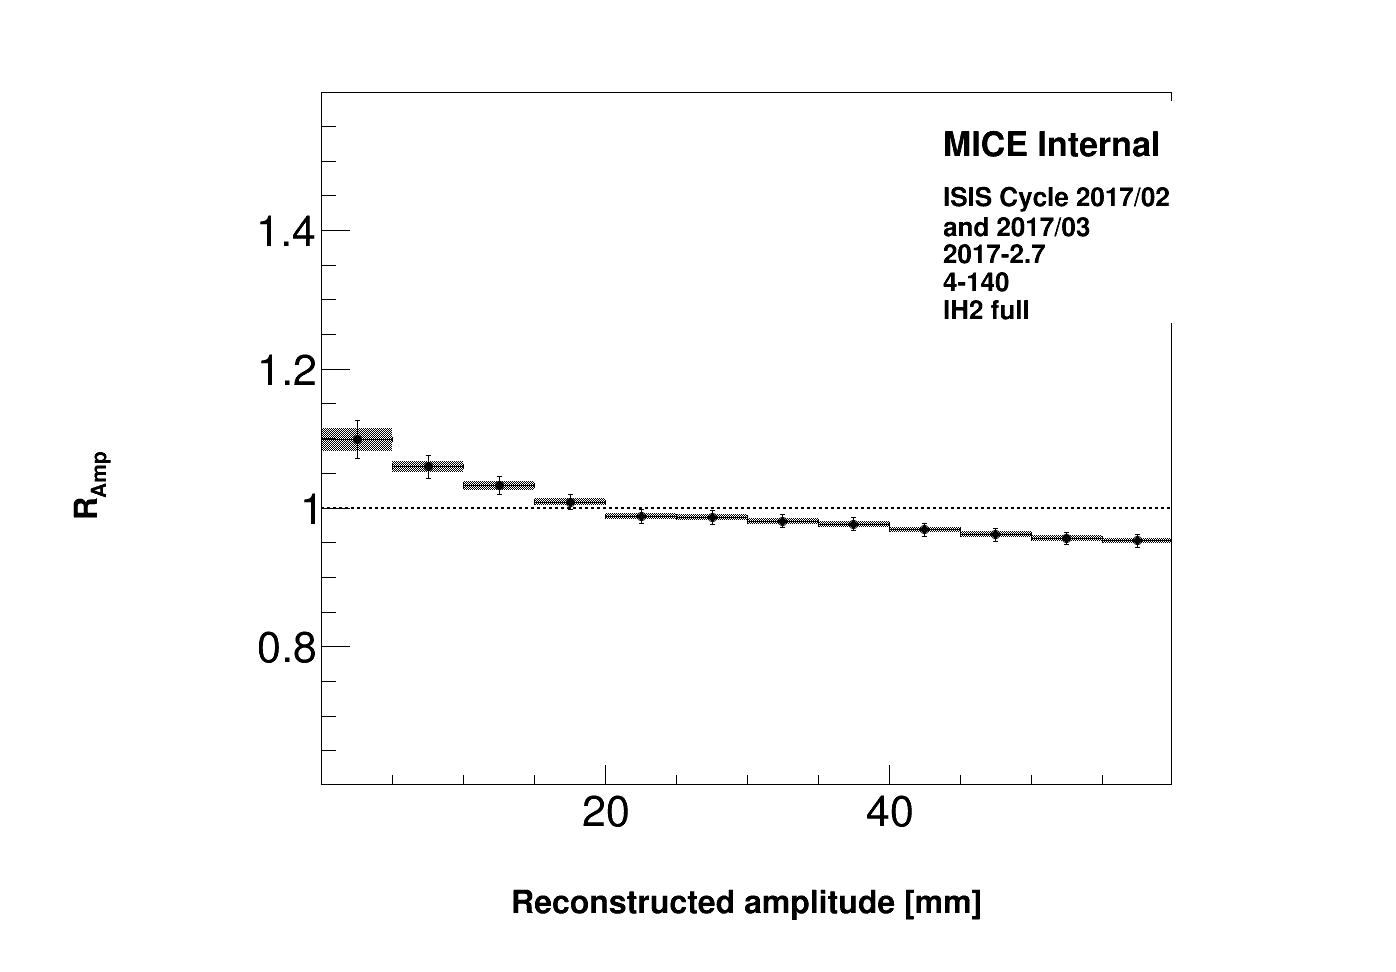 MICE Internal
ISIS Cycle 2017/02
and 2017/03
2017-2.7
4-140
IH2 full
1.4
1.2
1
0.8
R_Amp
20 40
Reconstructed amplitude [mm]